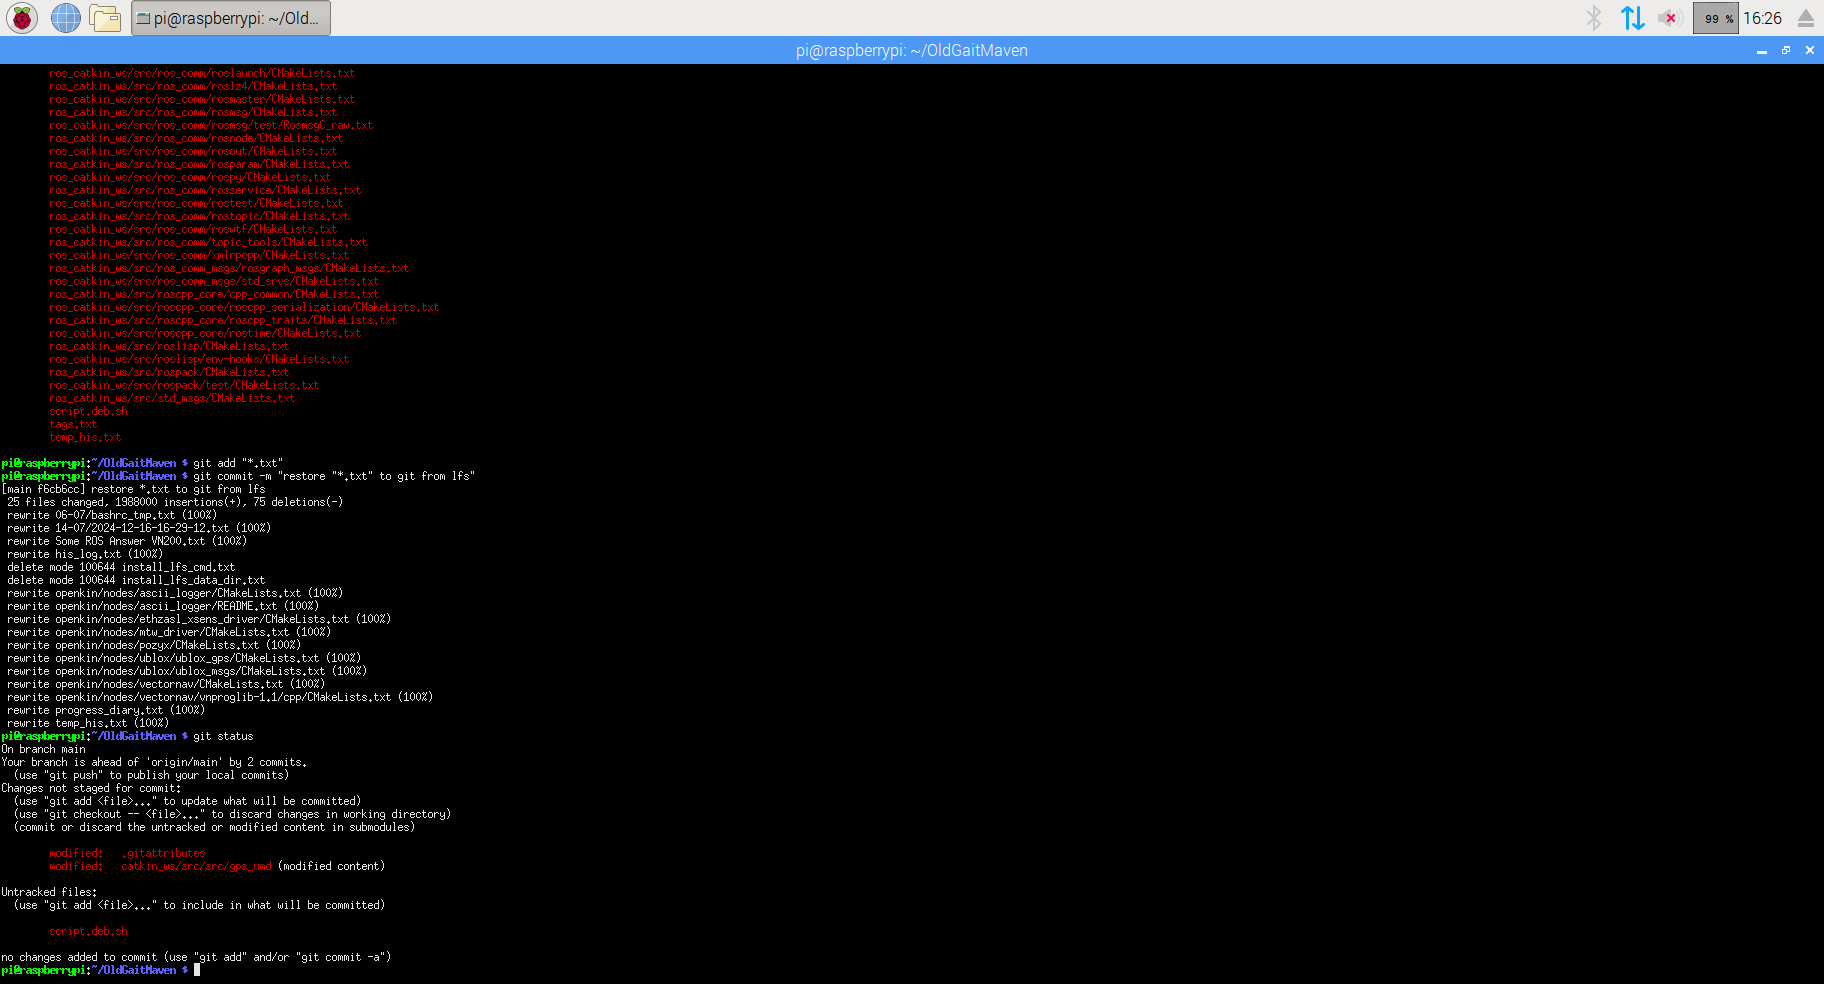 pi@raspberrypi: ~/Old...
99 %
16:26
pi@raspberrypi: ~/OldGaitMaven
ros_catkin_ws/src/ros_comm/roslaunch/CMakeLists.txt
ros_catkin_ws/src/ros_comm/roslz4/CMakeLists.txt
ros_catkin_ws/src/ros_comm/rosmaster/CMakeLists.txt
ros_catkin_ws/src/ros_comm/rosmsg/CMakeLists.txt
ros_catkin_ws/src/ros_comm/rosmsg/test/RosmsgC_raw.txt
ros_catkin_ws/src/ros_comm/rosnode/CMakeLists.txt
ros_catkin_ws/src/ros_comm/rosout/CMakeLists.txt
ros_catkin_ws/src/ros_comm/rosparam/CMakeLists.txt
ros_catkin_ws/src/ros_comm/rospy/CMakeLists.txt
ros_catkin_ws/src/ros_comm/rosservice/CMakeLists.txt
ros_catkin_ws/src/ros_comm/rostest/CMakeLists.txt
ros_catkin_ws/src/ros_comm/rostopic/CMakeLists.txt
ros_catkin_ws/src/ros_comm/roswtf/CMakeLists.txt
ros_catkin_ws/src/ros_comm/topic_tools/CMakeLists.txt
ros_catkin_ws/src/ros_comm/xmlrpcpp/CMakeLists.txt
ros_catkin_ws/src/ros_comm_msgs/rosgraph_msgs/CMakeLists.txt
ros_catkin_ws/src/ros_comm_msgs/std_srvs/CMakeLists.txt
ros_catkin_ws/src/roscpp_core/cpp_common/CMakeLists.txt
ros_catkin_ws/src/roscpp_core/roscpp_serialization/CMakeLists.txt
ros_catkin_ws/src/roscpp_core/roscpp_traits/CMakeLists.txt
ros_catkin_ws/src/roscpp_core/rostime/CMakeLists.txt
ros_catkin_ws/src/roslisp/CMakeLists.txt
ros_catkin_ws/src/roslisp/env-hooks/CMakeLists.txt
ros_catkin_ws/src/rospack/CMakeLists.txt
ros_catkin_ws/src/rospack/test/CMakeLists.txt
ros_catkin_ws/src/std_msgs/CMakeLists.txt
script.deb.sh
tags.txt
temp_his.txt
pi@raspberrypi:~/OldGaitMaven $ git add "*.txt"
pi@raspberrypi:~/OldGaitMaven $ git commit -m "restore "*.txt" to git from lfs"
[main f6cb6cc] restore *.txt to git from lfs
25 files changed, 1988000 insertions(+), 75 deletions(-)
rewrite 06-07/bashrc_tmp.txt (100%)
rewrite 14-07/2024-12-16-16-29-12.txt (100%)
rewrite Some ROS Answer VN200.txt (100%)
rewrite his_log.txt (100%)
delete mode 100644 install_lfs_cmd.txt
delete mode 100644 install_lfs_data_dir.txt
rewrite openkin/nodes/ascii_logger/CMakeLists.txt (100%)
rewrite openkin/nodes/ascii_logger/README.txt (100%)
rewrite openkin/nodes/ethzasl_xsens_driver/CMakeLists.txt (100%)
rewrite openkin/nodes/mtw_driver/CMakeLists.txt (100%)
rewrite openkin/nodes/pozyx/CMakeLists.txt (100%)
rewrite openkin/nodes/ublox/ublox_gps/CMakeLists.txt (100%)
rewrite openkin/nodes/ublox/ublox_msgs/CMakeLists.txt (100%)
rewrite openkin/nodes/vectornav/CMakeLists.txt (100%)
rewrite openkin/nodes/vectornav/vnproglib-1.1/cpp/CMakeLists.txt (100%)
rewrite progress_diary.txt (100%)
rewrite temp_his.txt (100%)
pi@raspberrypi:~/OldGaitMaven $ git status
On branch main
Your branch is ahead of 'origin/main' by 2 commits.
(use "git push" to publish your local commits)
Changes not staged for commit:
(use "git add <file>..." to update what will be committed)
(use "git checkout -- <file>..." to discard changes in working directory)
(commit or discard the untracked or modified content in submodules)
modified: .gitattributes
modified: catkin_ws/src/src/gps_umd (modified content)
Untracked files:
(use "git add <file>..." to include in what will be committed)
script.deb.sh
no changes added to commit (use "git add" and/or "git commit -a")
pi@raspberrypi:~/OldGaitMaven $